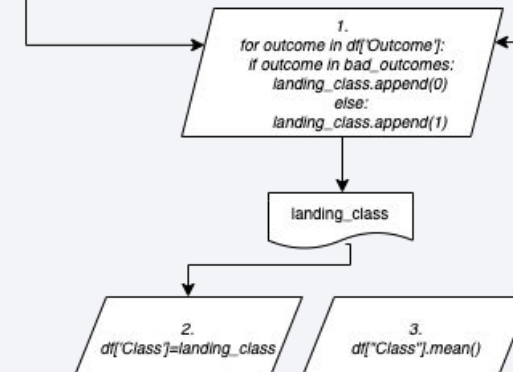 1.
for outcome in df['Outcome']:
if outcome in bad_outcomes:
landing_class.append(0)
else:
landing_class.append(1)
landing_class
2.
df['Class']=landing_class
3.
df["Class"].mean()